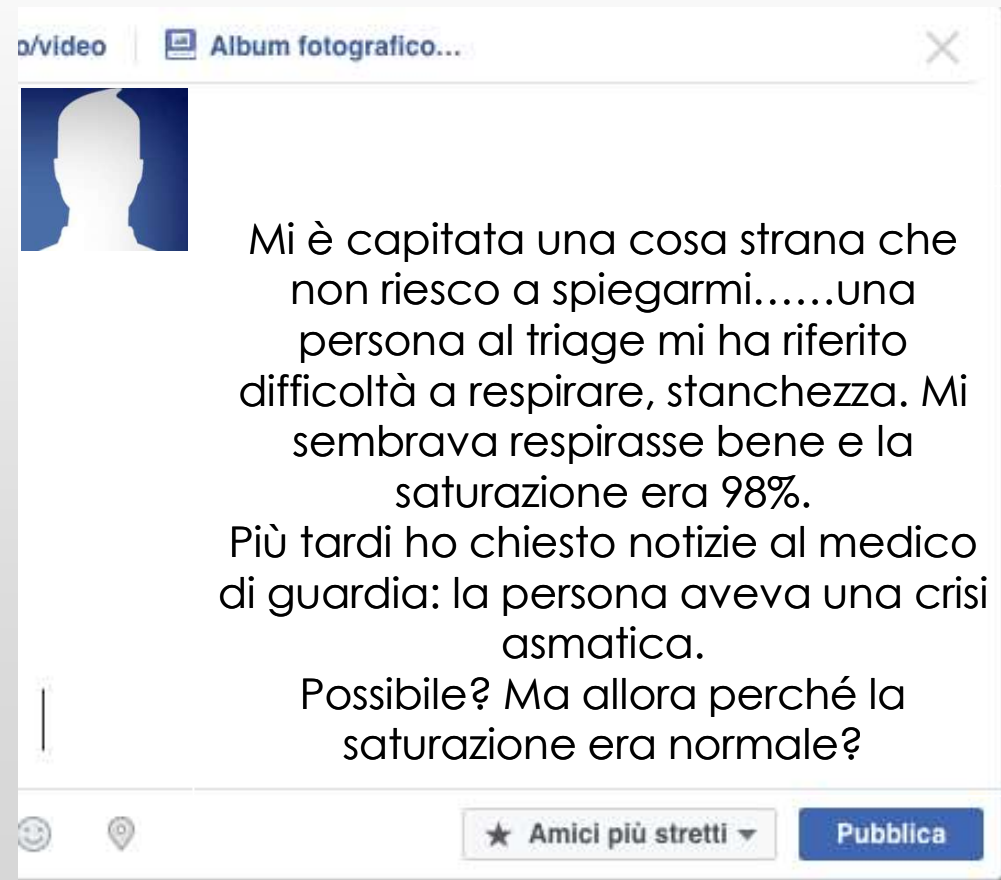 o/video Album fotografico...
Mi è capitata una cosa strana che
non riesco a spiegarmi......una
persona al triage mi ha riferito
difficoltà a respirare, stanchezza. Mi
sembrava respirasse bene e la
saturazione era 98%.
Più tardi ho chiesto notizie al medico
di guardia: la persona aveva una crisi
asmatica.
Possibile? Ma allora perché la
saturazione era normale?
Amici più stretti Pubblica